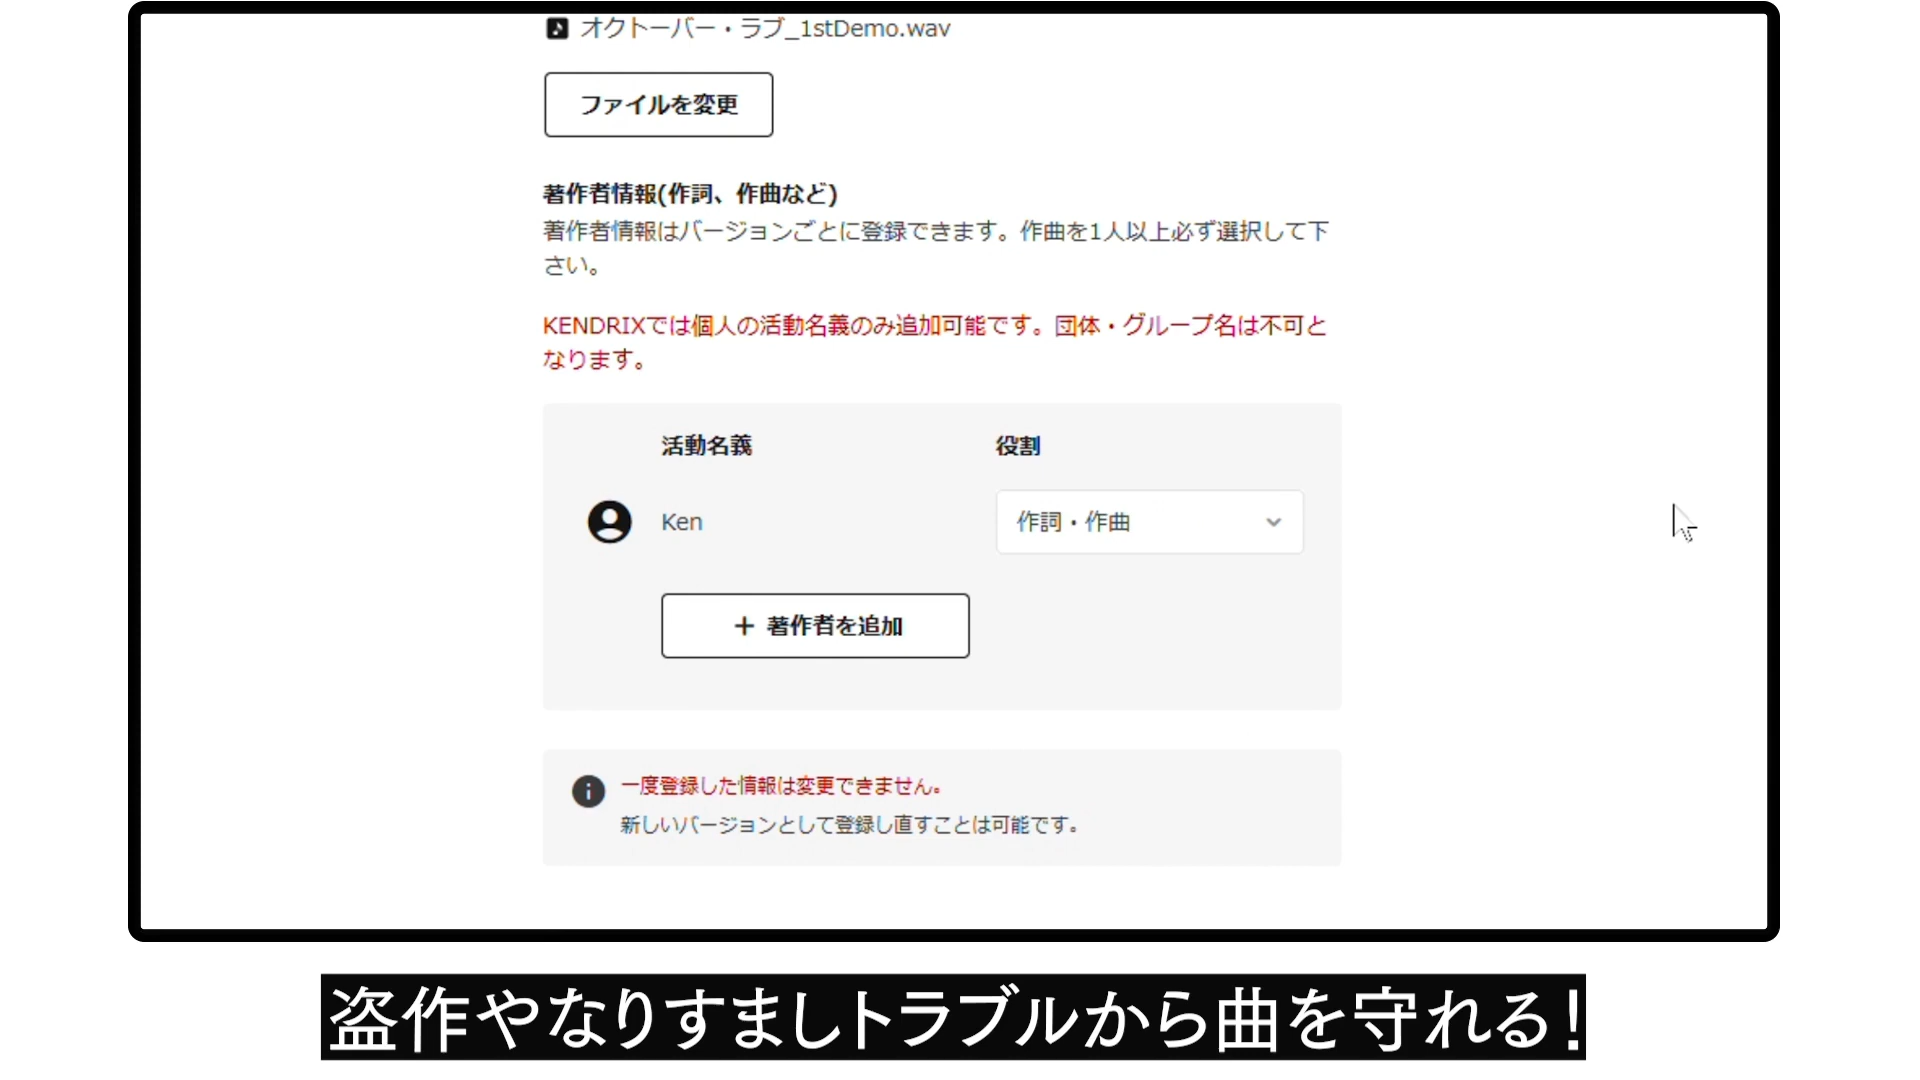 オクトーバー・ラブ_1stDemo.wav
ファイルを変更
著作者情報(作詞、作曲など)
著作者情報はバージョンごとに登録できます。作曲を1人以上必ず選択して下
さい。
KENDRIXでは個人の活動名義のみ追加可能です。団体・グループ名は不可と
なります。
活動名義 役割
Ken 作詞・作曲
＋ 著作者を追加
一度登録した情報は変更できません。
新しいバージョンとして登録し直すことは可能です。
盗作やなりすましトラブルから曲を守れる！